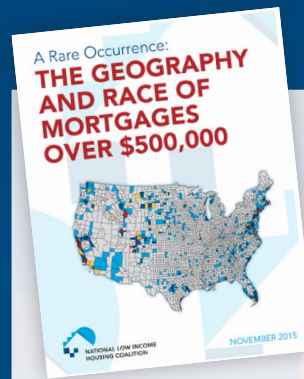 A Rare Occurrence:
THE GEOGRAPHY
AND RACE OF
MORTGAGES
OVER $500,000
NATIONAL LOW INCOME
HOUSING COALITION
NOVEMBER 2015